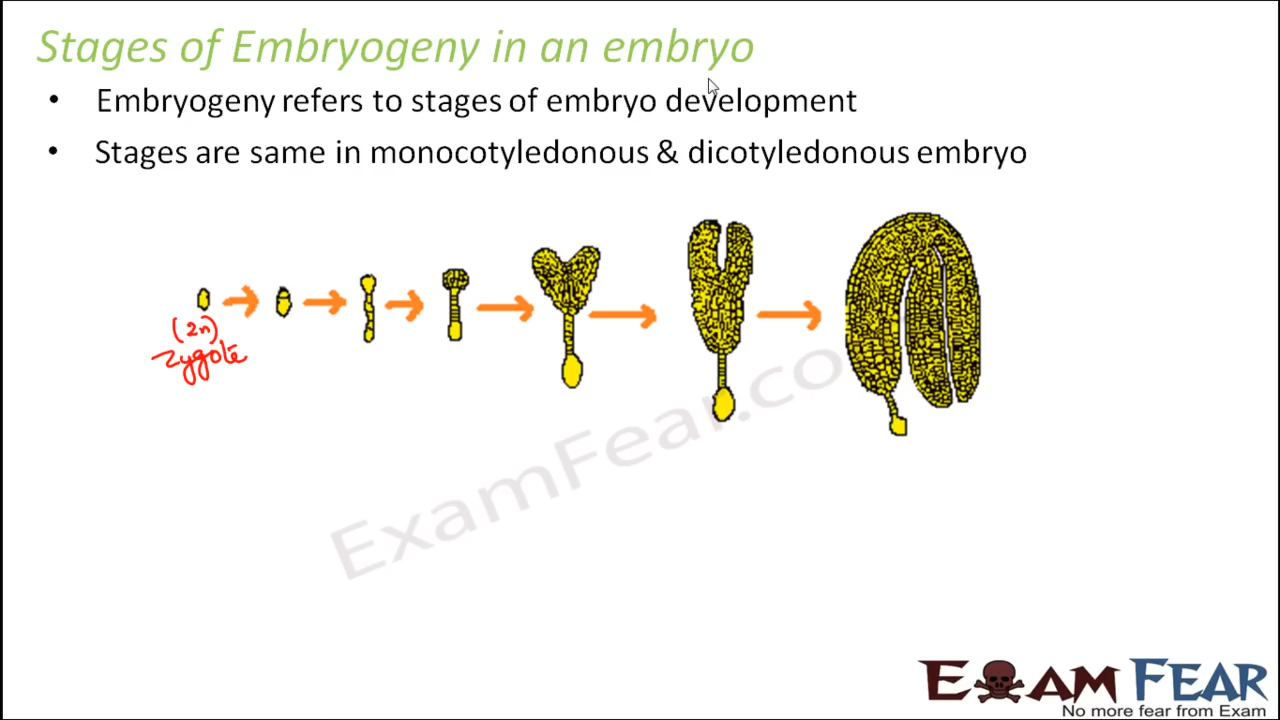 Stages of Embryogeny in an embryo
• Embryogeny refers to stages of embryo development
• Stages are same in monocotyledonous & dicotyledonous embryo
(2n)
Zygote
ExamFear.co
EXAM FEAR
No more fear from Exam